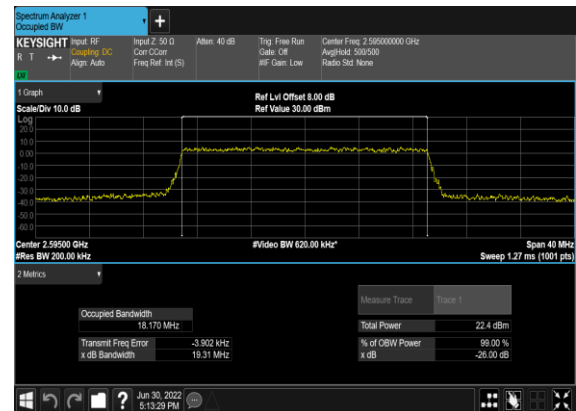 Spectrum Analyzer 1
Occupied BW
KEYSIGHT Input: RF Input Z: 50 Ω Atten: 40 dB Trig: Free Run Center Freq: 2.595000000 GHz
R T Coupling: DC Corr CCorr Gate: Off Avg|Hold: 500/500
Align: Auto Freq Ref: Int (S) #IF Gain: Low Radio Std: None
LW
1 Graph Ref Lvl Offset 8.00 dB
Scale/Div 10.0 dB Ref Value 30.00 dBm
Log
20.0
10.0
0.00
-10.0
-20.0
-30.0
-40.0
-50.0
-60.0
Center 2.59500 GHz #Video BW 620.00 kHz* Span 40 MHz
#Res BW 200.00 kHz Sweep 1.27 ms (1001 pts)
2 Metrics
Measure Trace Trace 1
Occupied Bandwidth
18.170 MHz Total Power 22.4 dBm
Transmit Freq Error -3.902 kHz % of OBW Power 99.00 %
x dB Bandwidth 19.31 MHz x dB -26.00 dB
? Jun 30, 2022
5:13:29 PM